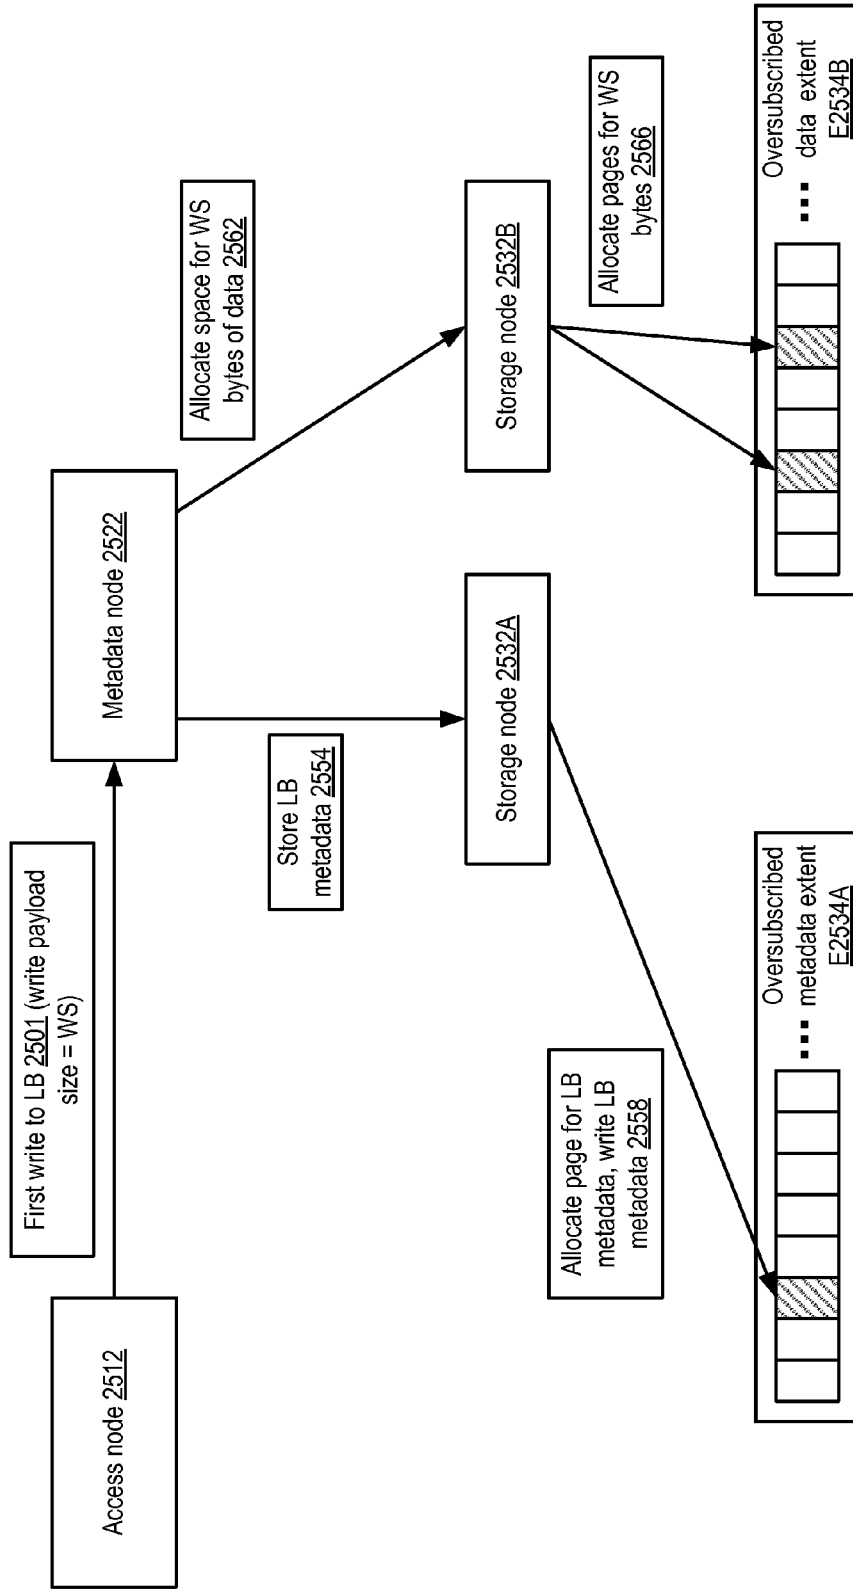 First write to LB 2501 (write payload
size = WS)
Access node 2512
Metadata node 2522
Store LB
metadata 2554
Allocate space for WS
bytes of data 2562
Storage node 2532A
Storage node 2532B
Allocate page for LB
metadata, write LB
metadata 2558
Allocate pages for WS
bytes 2566
Oversubscribed
... metadata extent
E2534A
Oversubscribed
... data extent
E2534B